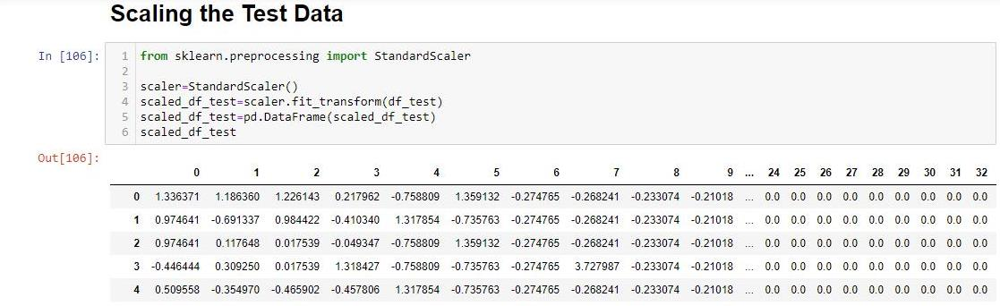 Scaling the Test Data
In [106]:
1 from sklearn.preprocessing import StandardScaler
2
3 scaler=StandardScaler()
4 scaled_df_test=scaler.fit_transform(df_test)
5 scaled_df_test=pd.DataFrame(scaled_df_test)
6 scaled_df_test
Out[106]:
0 1 2 3 4 5 6 7 8 9 ... 24 25 26 27 28 29 30 31 32
0 1.336371 1.186360 1.226143 0.217962 -0.758809 1.359132 -0.274765 -0.268241 -0.233074 -0.21018 ... 0.0 0.0 0.0 0.0 0.0 0.0 0.0 0.0 0.0
1 0.974641 -0.691337 0.984422 -0.410340 1.317854 -0.735763 -0.274765 -0.268241 -0.233074 -0.21018 ... 0.0 0.0 0.0 0.0 0.0 0.0 0.0 0.0 0.0
2 0.974641 0.117648 0.017539 -0.049347 -0.758809 1.359132 -0.274765 -0.268241 -0.233074 -0.21018 ... 0.0 0.0 0.0 0.0 0.0 0.0 0.0 0.0 0.0
3 -0.446444 0.309250 0.017539 1.318427 -0.758809 -0.735763 -0.274765 3.727987 -0.233074 -0.21018 ... 0.0 0.0 0.0 0.0 0.0 0.0 0.0 0.0 0.0
4 0.509558 -0.354970 -0.465902 -0.457806 1.317854 -0.735763 -0.274765 -0.268241 -0.233074 -0.21018 ... 0.0 0.0 0.0 0.0 0.0 0.0 0.0 0.0 0.0